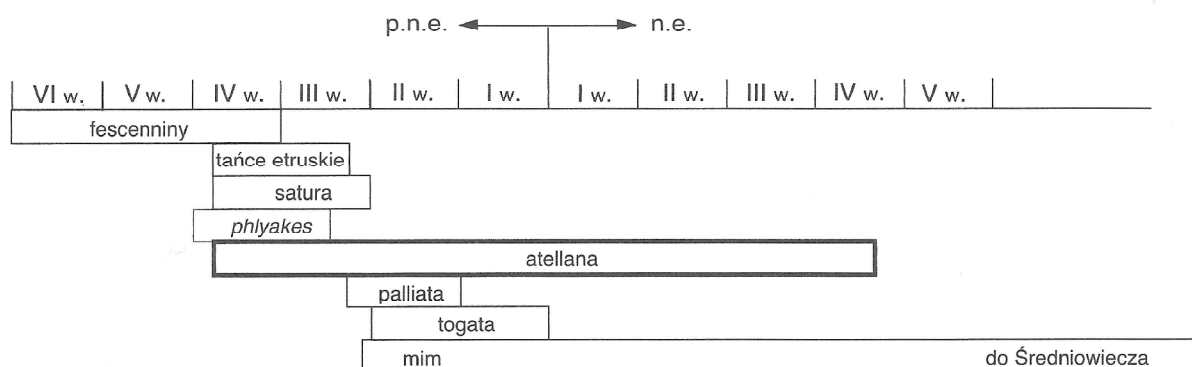 p.n.e. n.e.
VI w. V w. IV w. III w. II w. I w. I w. II w. III w. IV w. V w.
fescenniny
tańce etruskie
satura
phlyakes
atellana
palliata
togata
mim do Średniowiecza